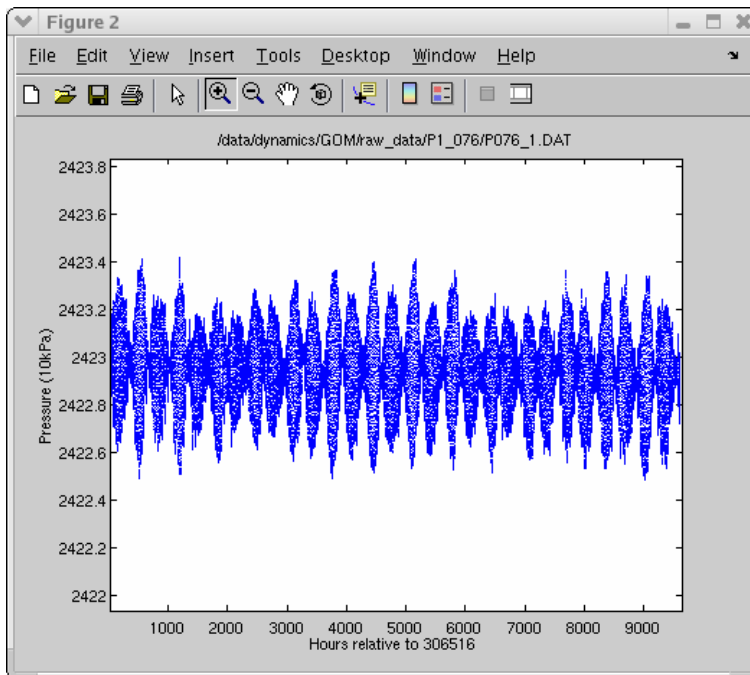 Figure 2
File Edit View Insert Tools Desktop Window Help
/data/dynamics/GOM/raw_data/P1_076/P076_1.DAT
2423.8
2423.6
2423.4
2423.2
2423
2422.8
2422.6
2422.4
2422.2
2422
Pressure (10kPa)
1000 2000 3000 4000 5000 6000 7000 8000 9000
Hours relative to 306516